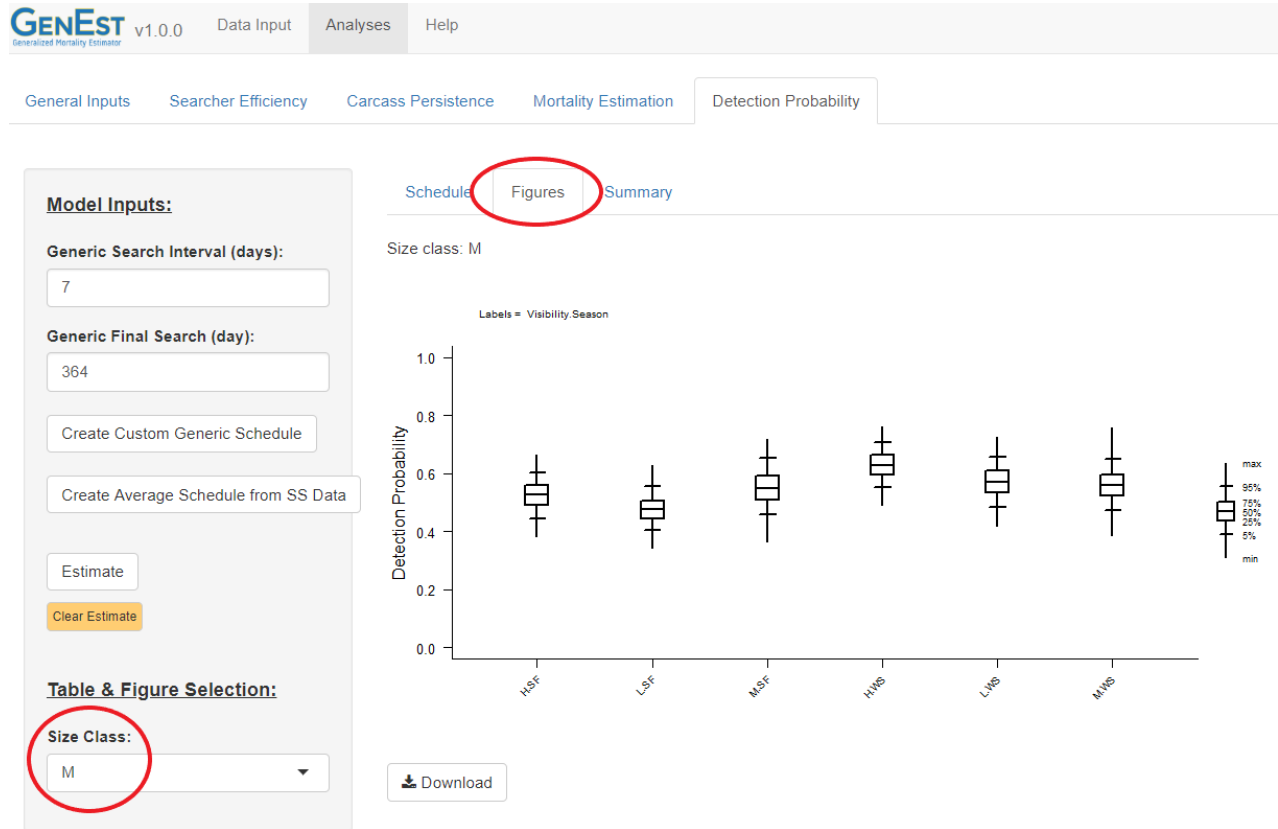 GENEST v1.0.0 Data Input Analyses Help
Generalized Mortality Estimator
General Inputs Searcher Efficiency Carcass Persistence Mortality Estimation Detection Probability
Model Inputs:
Generic Search Interval (days):
7
Generic Final Search (day):
364
Create Custom Generic Schedule
Create Average Schedule from SS Data
Estimate
Clear Estimate
Table & Figure Selection:
Size Class:
M
Schedule Figures Summary
Size class: M
Labels = Visibility.Season
Detection Probability
1.0
0.8
0.6
0.4
0.2
0.0
H.SF L.SF M.SF H.WS L.WS M.WS
max
95%
75%
50%
25%
5%
min
Download